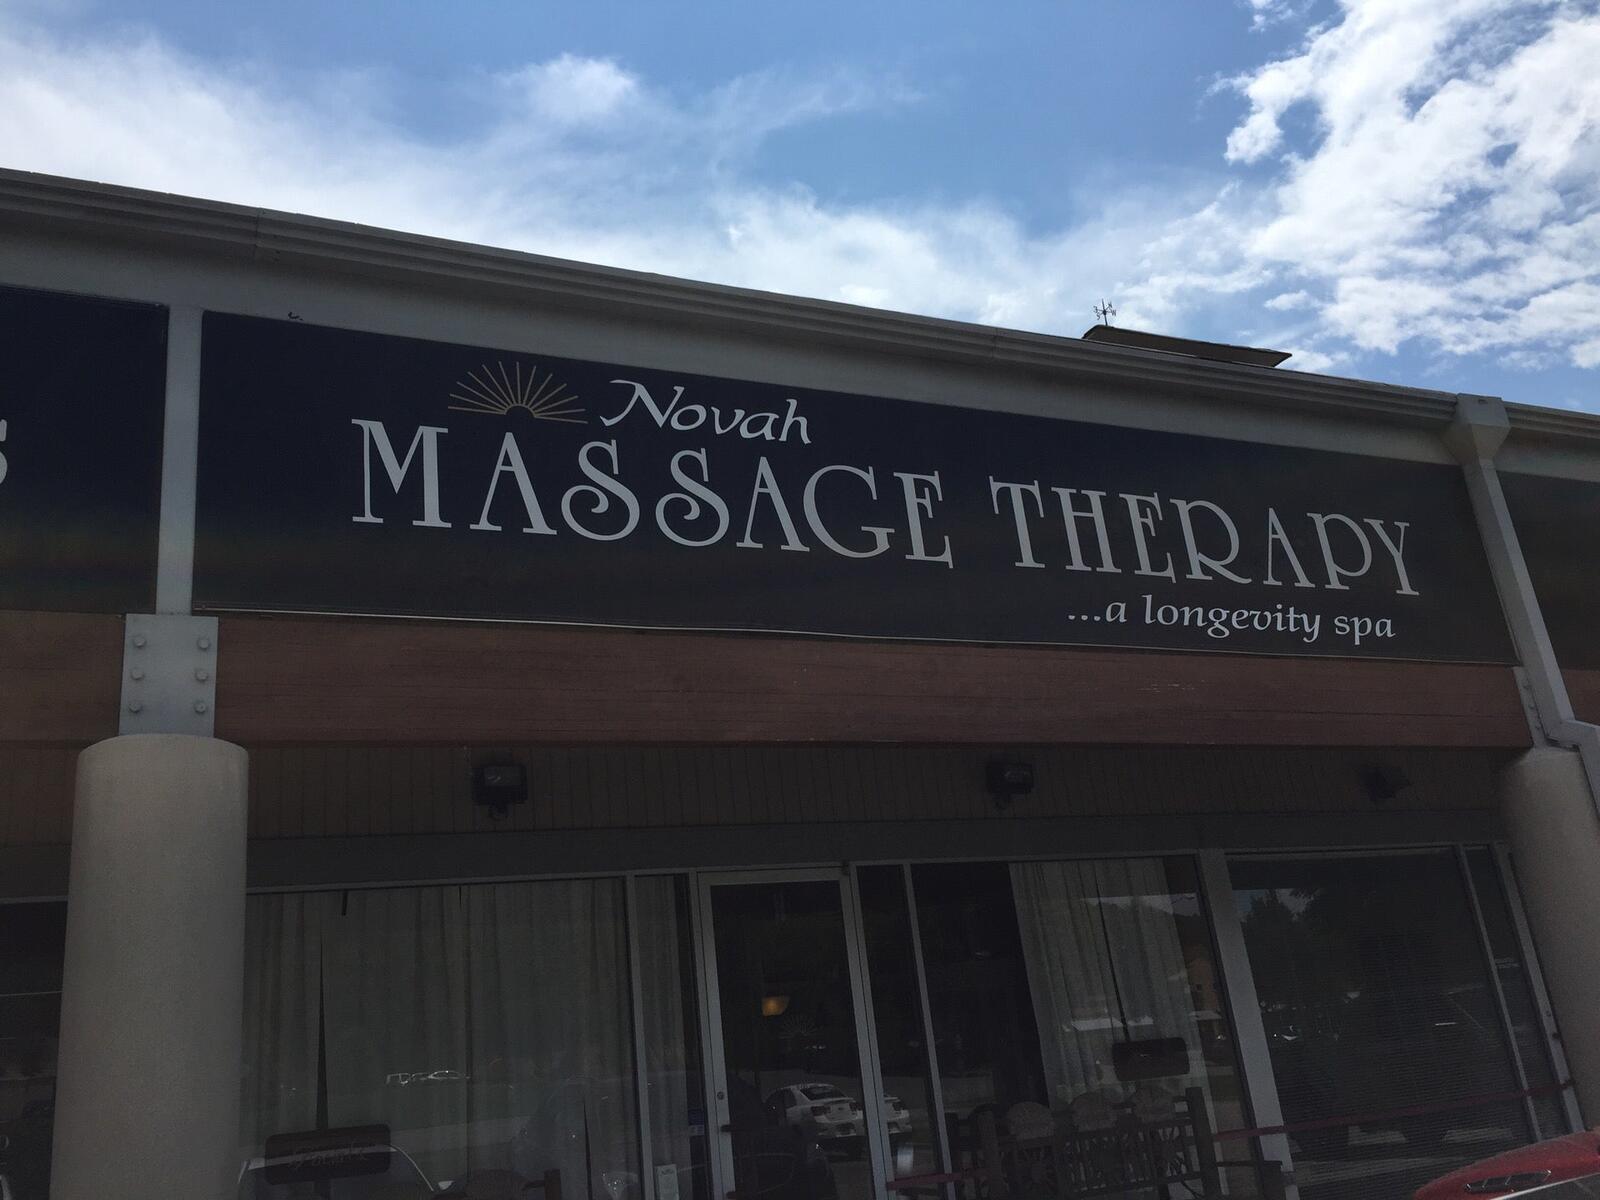 Novah
MASSAGE THERAPY
...a longevity spa
S